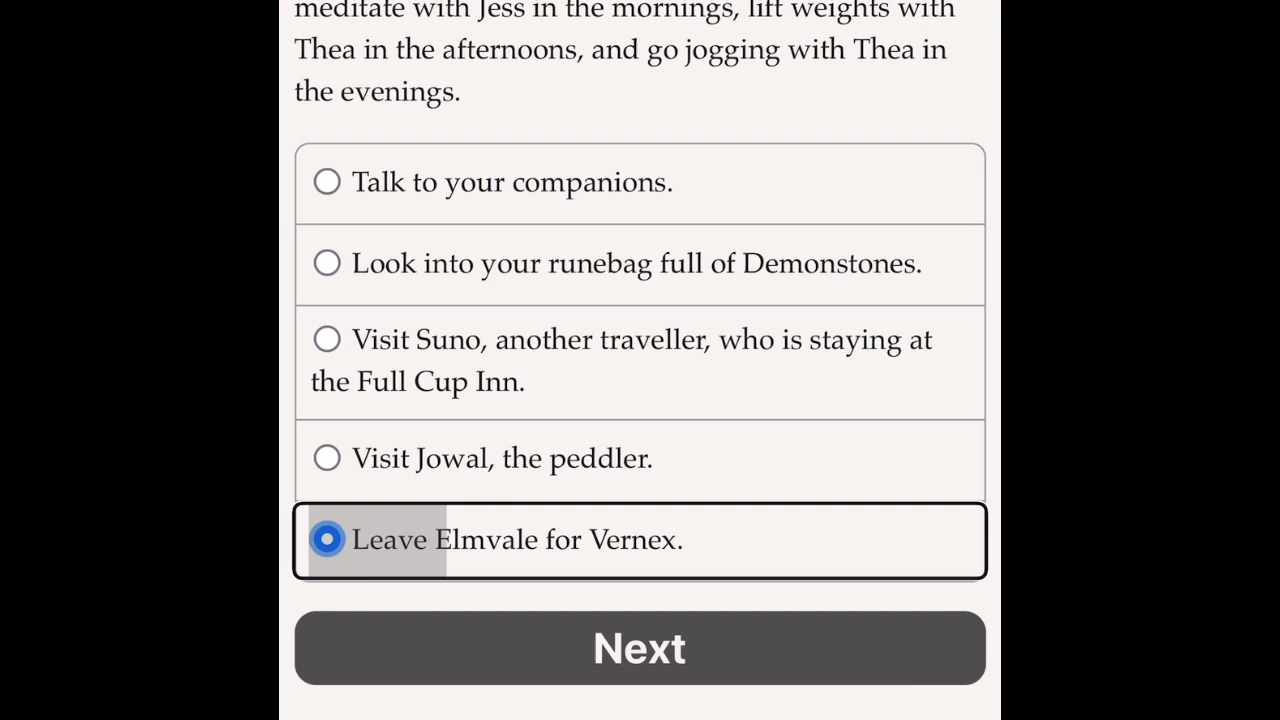 meditate with Jess in the mornings, lift weights with
Thea in the afternoons, and go jogging with Thea in
the evenings.
Talk to your companions.
Look into your runebag full of Demonstones.
Visit Suno, another traveller, who is staying at
the Full Cup Inn.
Visit Jowal, the peddler.
Leave Elmvale for Vernex.
Next